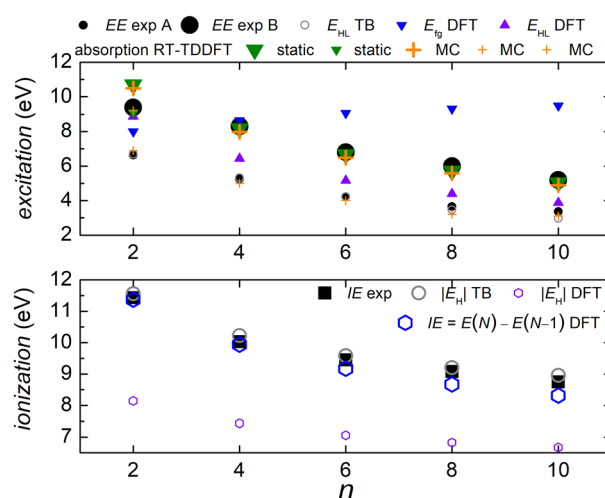 EE exp A EE exp B E_HL TB E_fg DFT E_HL DFT
absorption RT-TDDFT static static MC MC MC
excitation (eV)
12
10
8
6
4
2
2 4 6 8 10
ionization (eV)
12
11
10
9
8
7
IE exp |E_H| TB |E_H| DFT
IE = E(N) − E(N−1) DFT
2 4 6 8 10
n